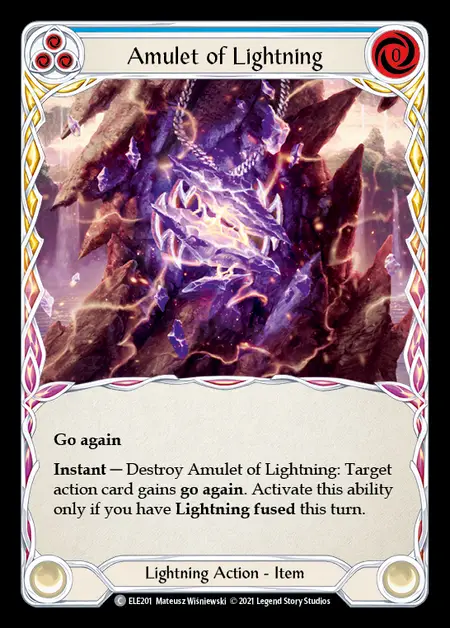 Amulet of Lightning
0
Go again
Instant — Destroy Amulet of Lightning: Target
action card gains go again. Activate this ability
only if you have Lightning fused this turn.
Lightning Action - Item
C ELE201 Mateusz Wiśniewski © 2021 Legend Story Studios